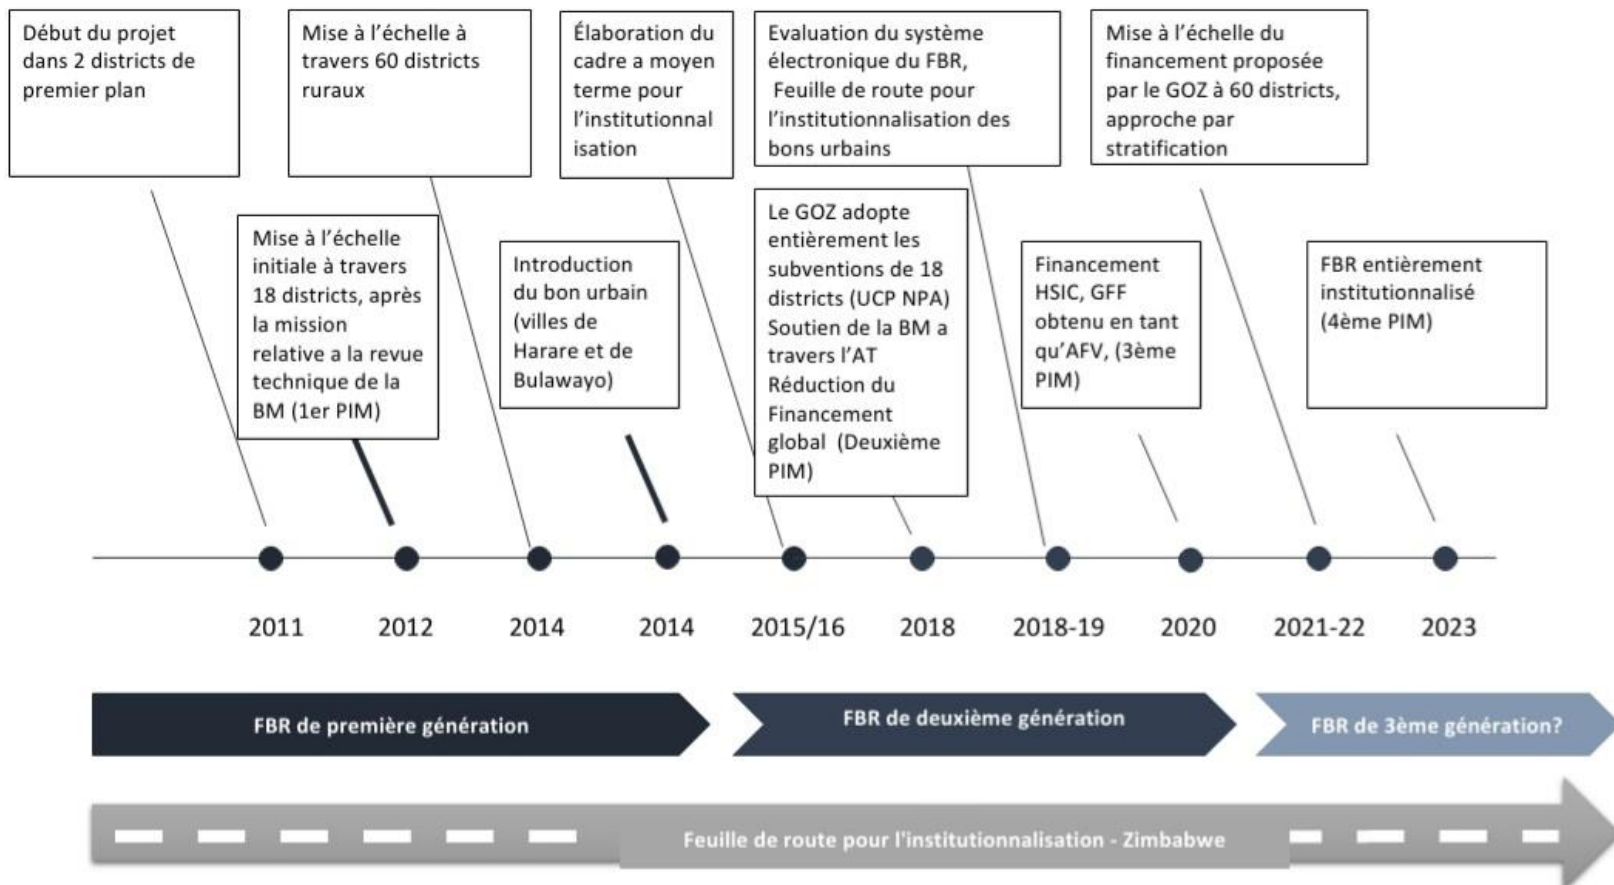 Début du projet
dans 2 districts de
premier plan
Mise à l'échelle à
travers 60 districts
ruraux
Élaboration du
cadre a moyen
terme pour
l'institutionnal
isation
Evaluation du système
électronique du FBR,
Feuille de route pour
l'institutionnalisation des
bons urbains
Mise à l'échelle du
financement proposée
par le GOZ à 60 districts,
approche par
stratification
Mise à l'échelle
initiale à travers
18 districts, après
la mission
relative a la revue
technique de la
BM (1er PIM)
Introduction
du bon urbain
(villes de
Harare et de
Bulawayo)
Le GOZ adopte
entièrement les
subventions de 18
districts (UCP NPA)
Soutien de la BM a
travers l'AT
Réduction du
Financement
global (Deuxième
PIM)
Financement
HSIC, GFF
obtenu en tant
qu'AFV, (3ème
PIM)
FBR entièrement
institutionnalisé
(4ème PIM)
2011 2012 2014 2014 2015/16 2018 2018-19 2020 2021-22 2023
FBR de première génération
FBR de deuxième génération
FBR de 3ème génération?
Feuille de route pour l'institutionnalisation - Zimbabwe